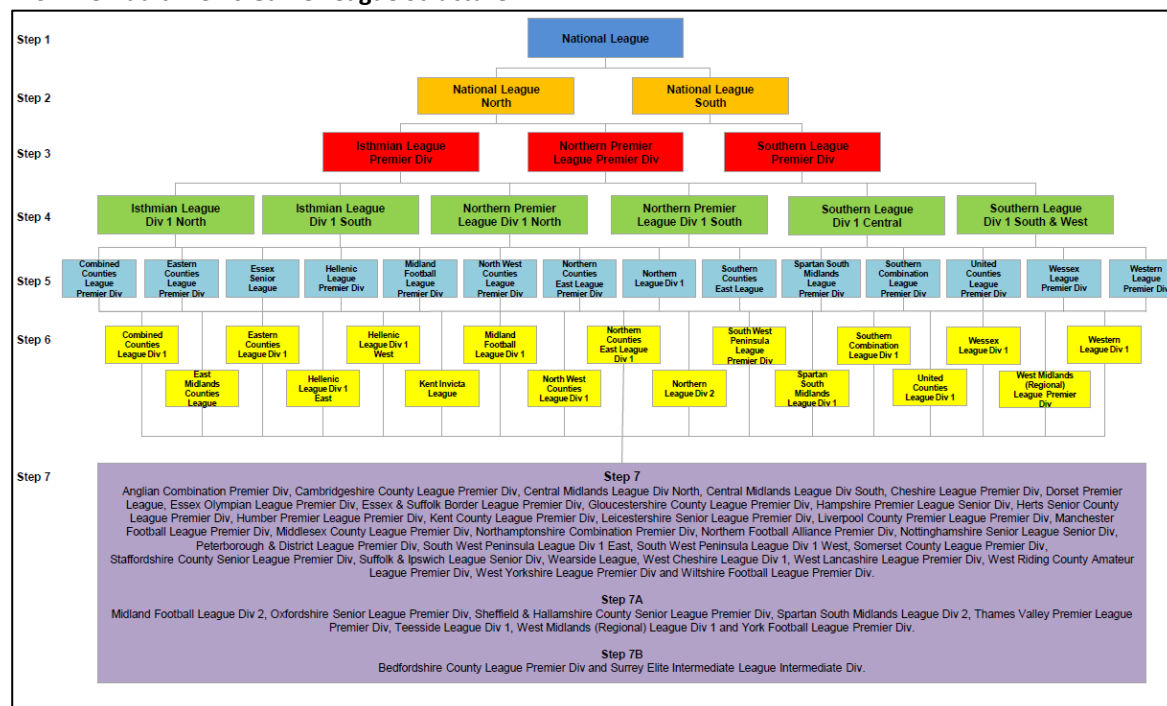 Step 1
National League
Step 2
National League
North
National League
South
Step 3
Isthmian League
Premier Div
Northern Premier
League Premier Div
Southern League
Premier Div
Step 4
Isthmian League
Div 1 North
Isthmian League
Div 1 South
Northern Premier
League Div 1 North
Northern Premier
League Div 1 South
Southern League
Div 1 Central
Southern League
Div 1 South & West
Step 5
Combined
Counties
League
Premier Div
Eastern
Counties
League
Premier Div
Essex
Senior
League
Hellenic
League
Premier Div
Midland
Football
League
Premier Div
North West
Counties
League
Premier Div
Northern
Counties
East League
Premier Div
Northern
League Div 1
Southern
Counties
East League
Spartan South
Midlands
League
Premier Div
Southern
Combination
League
Premier Div
United
Counties
League
Premier Div
Wessex
League
Premier Div
Western
League
Premier Div
Step 6
Combined
Counties
League Div 1
Eastern
Counties
League Div 1
Hellenic
League Div 1
West
Midland
Football
League Div 1
Northern
Counties
East League
Div 1
South West
Peninsula
League
Premier Div
Southern
Combination
League Div 1
Wessex
League Div 1
Western
League Div 1
East
Midlands
Counties
League
Hellenic
League Div 1
East
Kent Invicta
League
North West
Counties
League Div 1
Northern
League Div 2
Spartan
South
Midlands
League Div 1
United
Counties
League Div 1
West Midlands
(Regional)
League Premier
Div
Step 7
Step 7
Anglian Combination Premier Div, Cambridgeshire County League Premier Div, Central Midlands League Div North, Central Midlands League Div South, Cheshire League Premier Div, Dorset Premier
League, Essex Olympian League Premier Div, Essex & Suffolk Border League Premier Div, Gloucestershire County League Premier Div, Hampshire Premier League Senior Div, Herts Senior County
League Premier Div, Humber Premier League Premier Div, Kent County League Premier Div, Leicestershire Senior League Premier Div, Liverpool County Premier League Premier Div, Manchester
Football League Premier Div, Middlesex County League Premier Div, Northamptonshire Combination Premier Div, Northern Football Alliance Premier Div, Nottinghamshire Senior League Senior Div,
Peterborough & District League Premier Div, South West Peninsula League Div 1 East, South West Peninsula League Div 1 West, Somerset County League Premier Div,
Staffordshire County Senior League Premier Div, Suffolk & Ipswich League Senior Div, Wearside League, West Cheshire League Div 1, West Lancashire Premier League Div, West Riding County Amateur
League Premier Div, West Yorkshire League Premier Div and Wiltshire Football League Premier Div.
7A
Midland Football League Div 2, Oxfordshire Senior League Premier Div, Sheffield & Hallamshire County Senior League Premier Div, Spartan South Midlands League Div 2, Thames Valley Premier League
Premier Div, Teesside League Div 1, West Midlands (Regional) League Div 1 and York Football League Premier Div.
Step 7B
Bedfordshire County League Premier Div and Surrey Elite Intermediate League Intermediate Div.